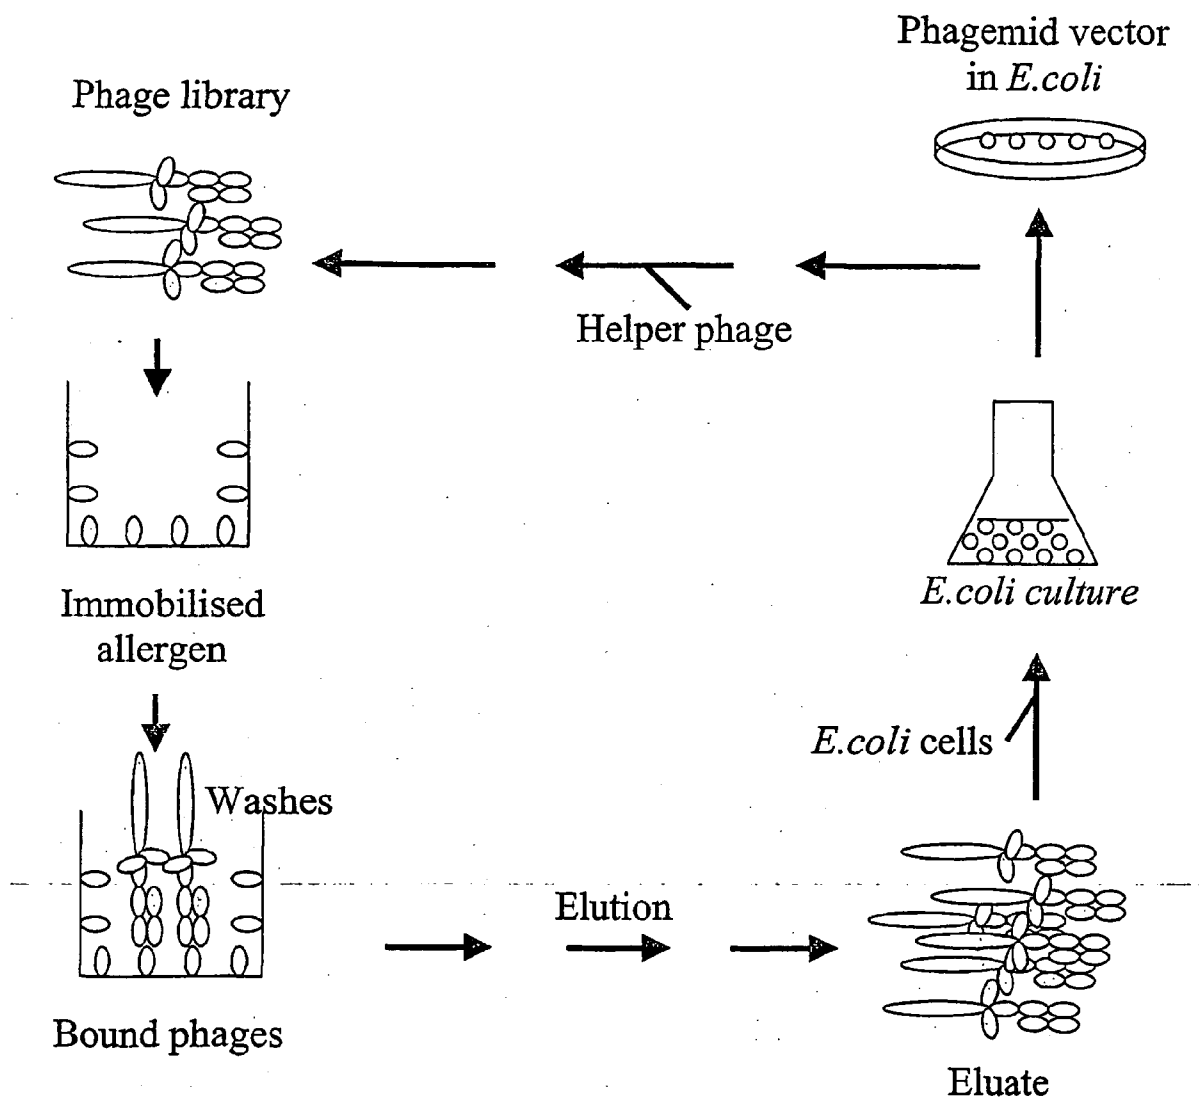 Phagemid vector
in E.coli
Phage library
Helper phage
Immobilised
allergen
E.coli culture
E.coli cells
Washes
Elution
Bound phages
Eluate